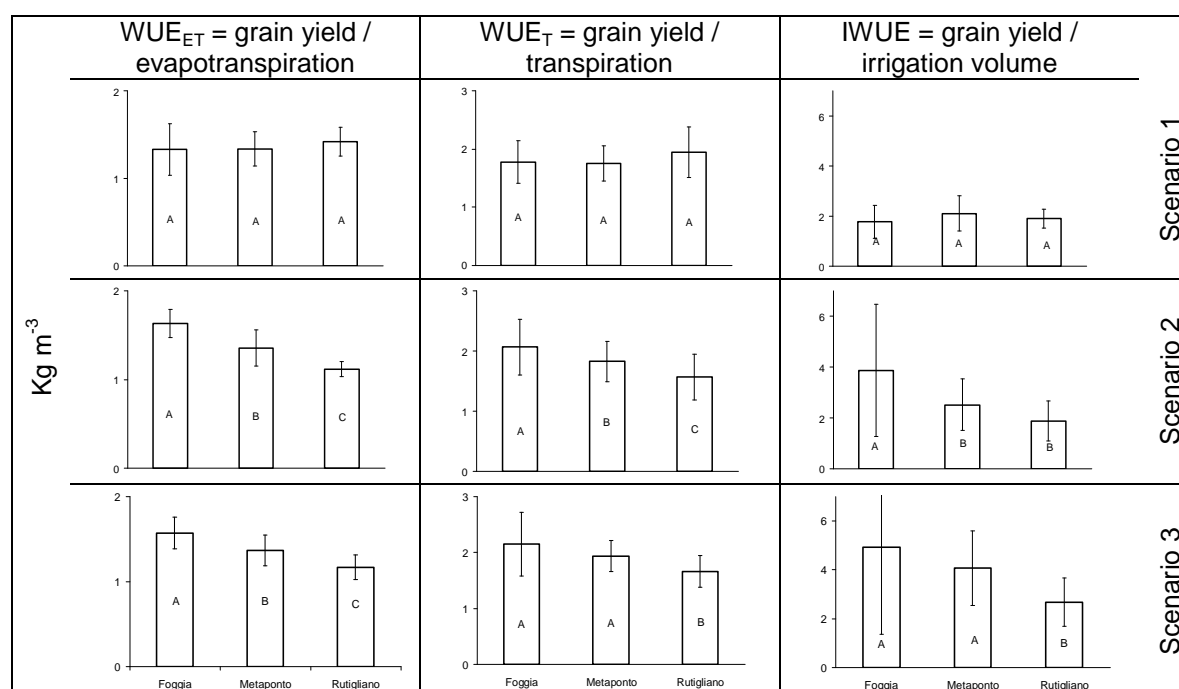 WUE_ET = grain yield /
evapotranspiration
WUE_T = grain yield /
transpiration
IWUE = grain yield /
irrigation volume
Kg m⁻³
2
1
0
A
A
A
3
2
1
0
A
A
A
6
4
2
0
A
A
A
Scenario 1
2
1
0
A
B
C
3
2
1
0
A
B
C
6
4
2
0
A
B
B
Scenario 2
2
1
0
A
B
C
Foggia Metaponto Rutigliano
3
2
1
0
A
A
B
Foggia Metaponto Rutigliano
6
4
2
0
A
A
B
Foggia Metaponto Rutigliano
Scenario 3